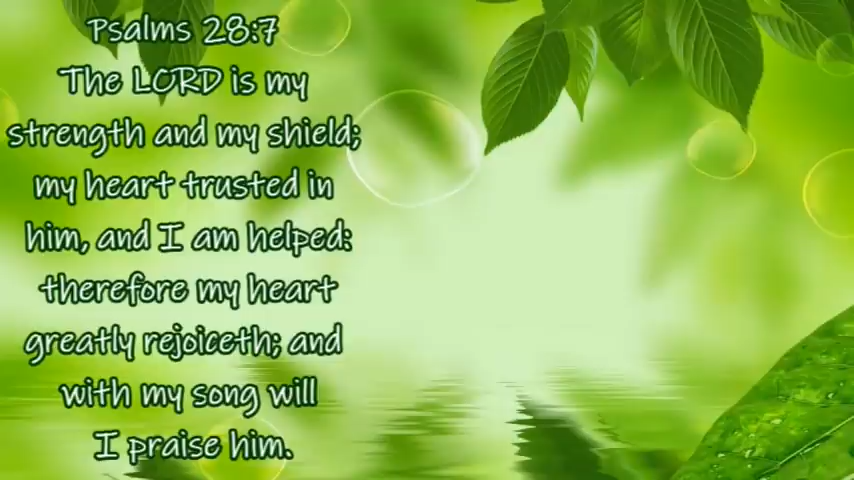 Psalms 28:7
The LORD is my
strength and my shield;
my heart trusted in
him, and I am helped:
therefore my heart
greatly rejoiceth; and
with my song will
I praise him.